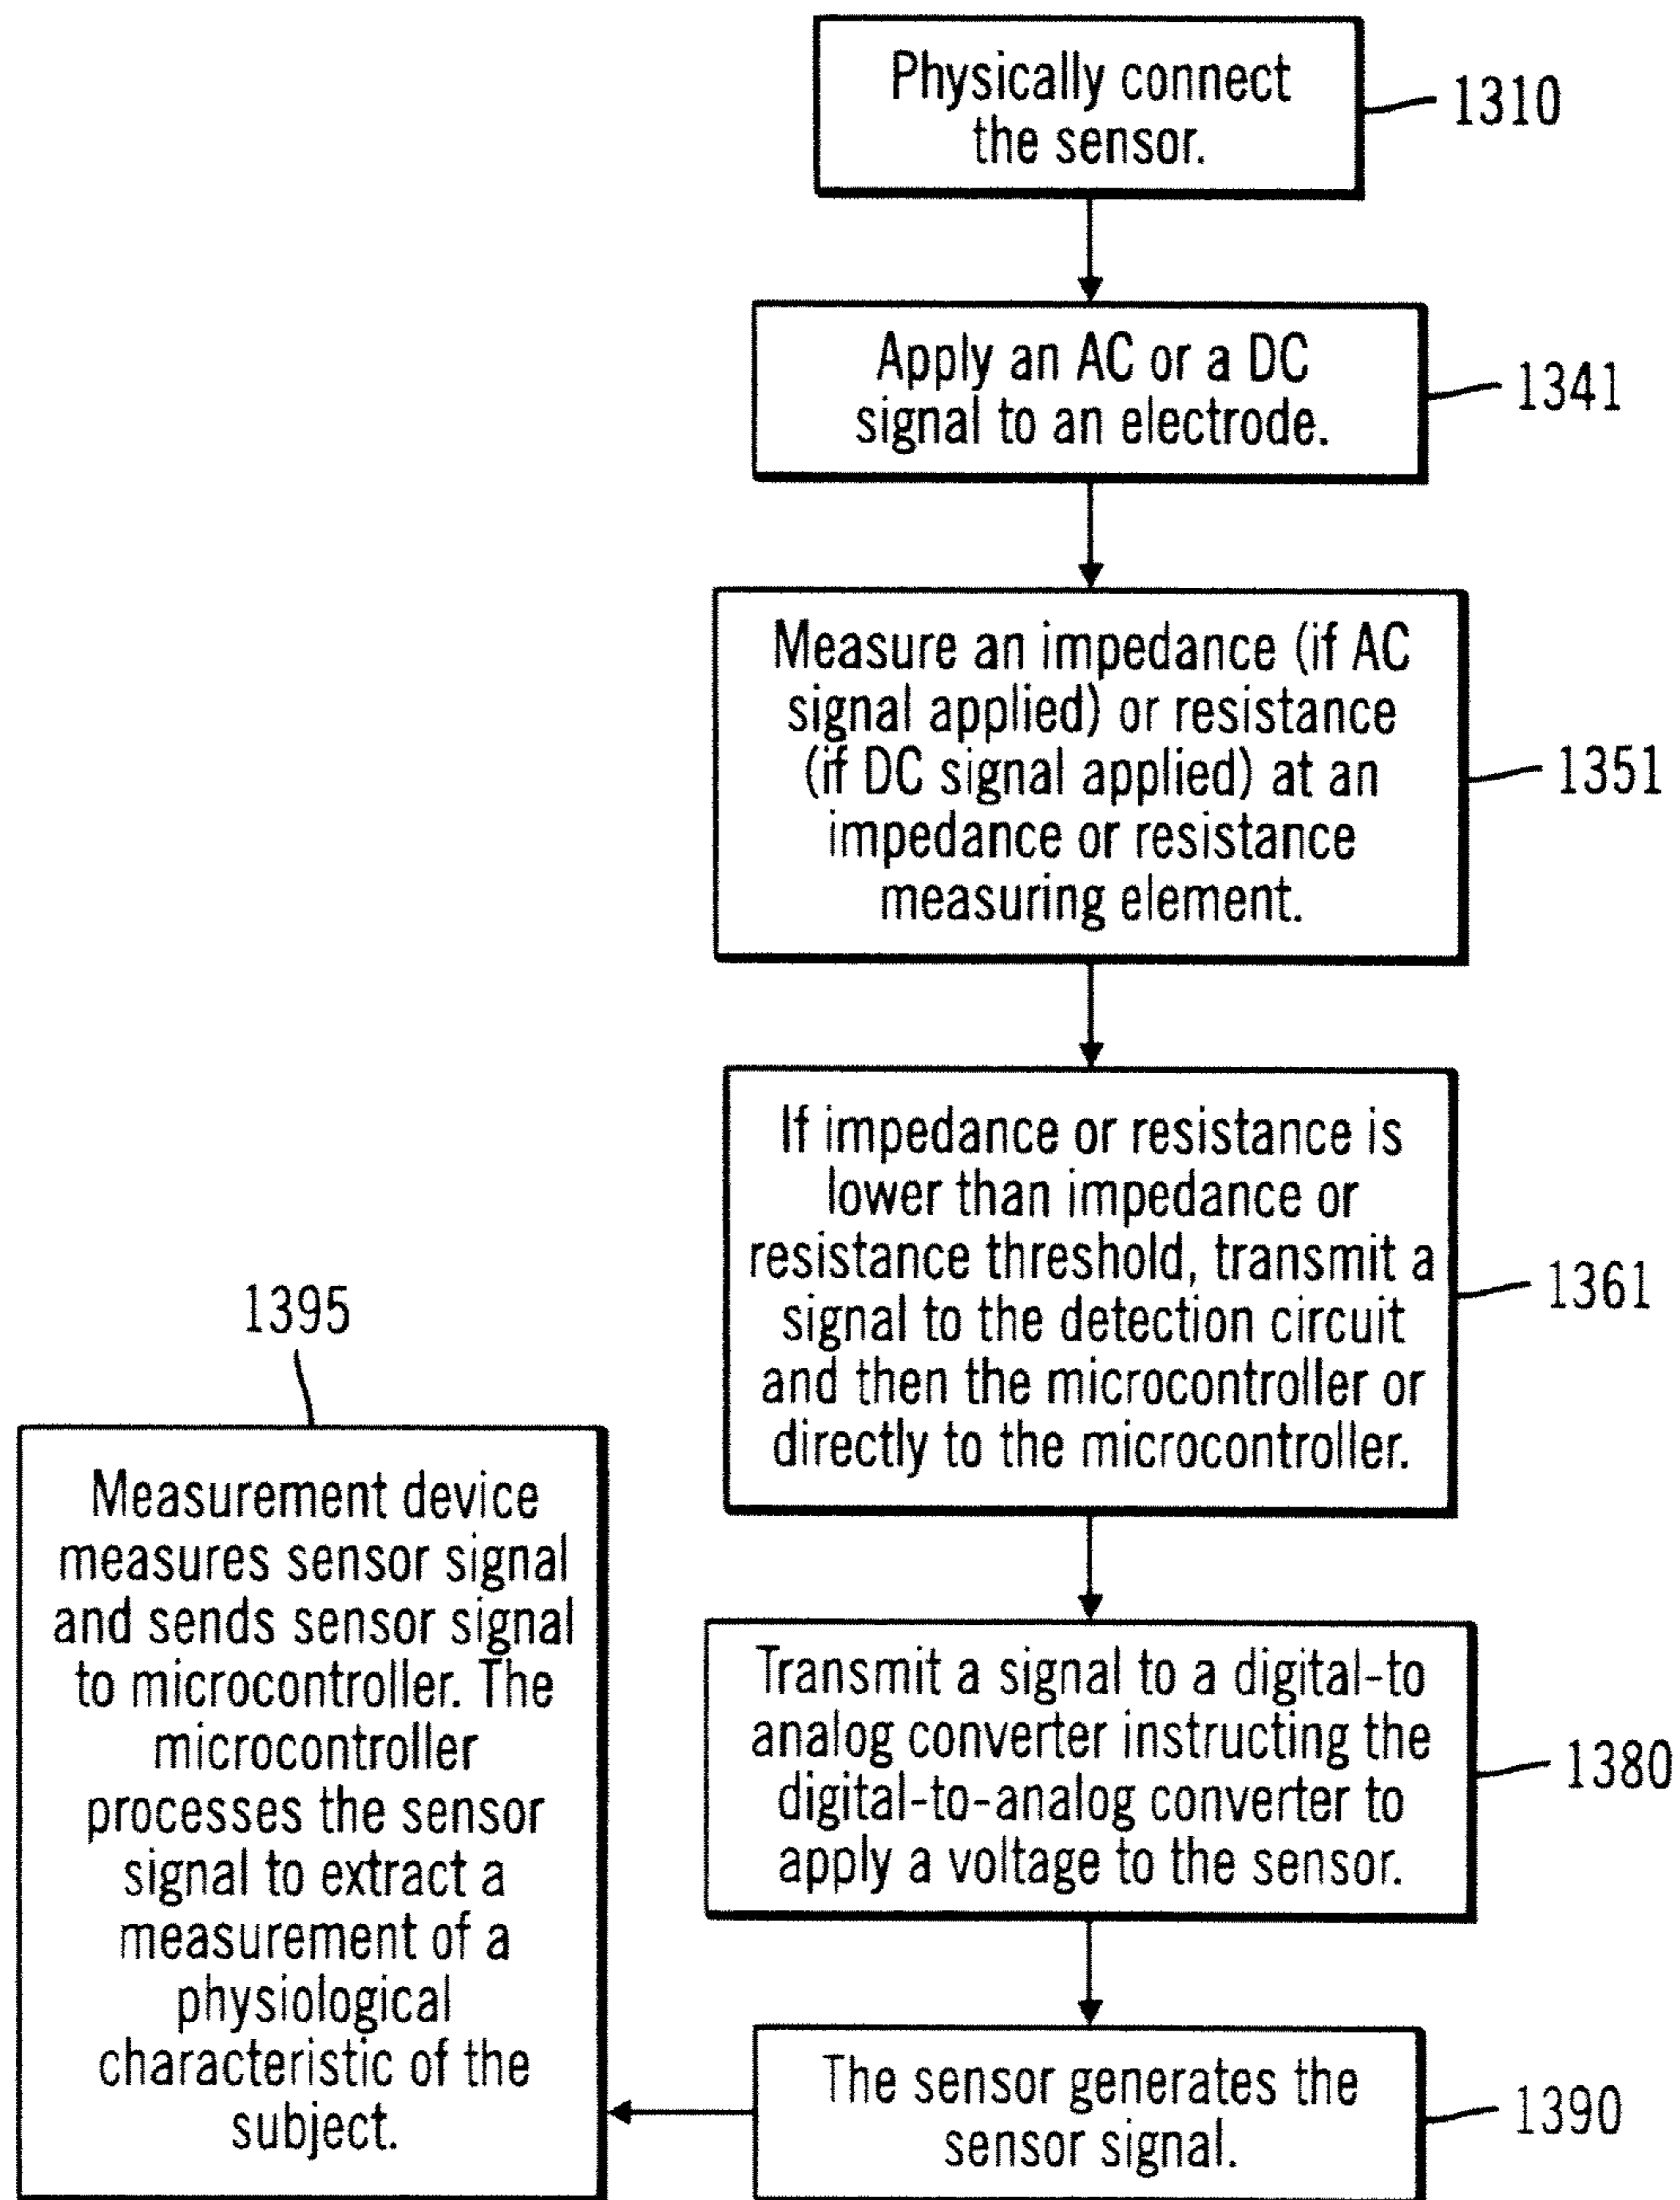 Physically connect
the sensor.
1310
Apply an AC or a DC
signal to an electrode.
1341
Measure an impedance (if AC
signal applied) or resistance
(if DC signal applied) at an
impedance or resistance
measuring element.
1351
If impedance or resistance is
lower than impedance or
resistance threshold, transmit a
signal to the detection circuit
and then the microcontroller or
directly to the microcontroller.
1361
Transmit a signal to a digital-to
analog converter instructing the
digital-to-analog converter to
apply a voltage to the sensor.
1380
The sensor generates the
sensor signal.
1390
1395
Measurement device
measures sensor signal
and sends sensor signal
to microcontroller. The
microcontroller
processes the sensor
signal to extract a
measurement of a
physiological
characteristic of the
subject.